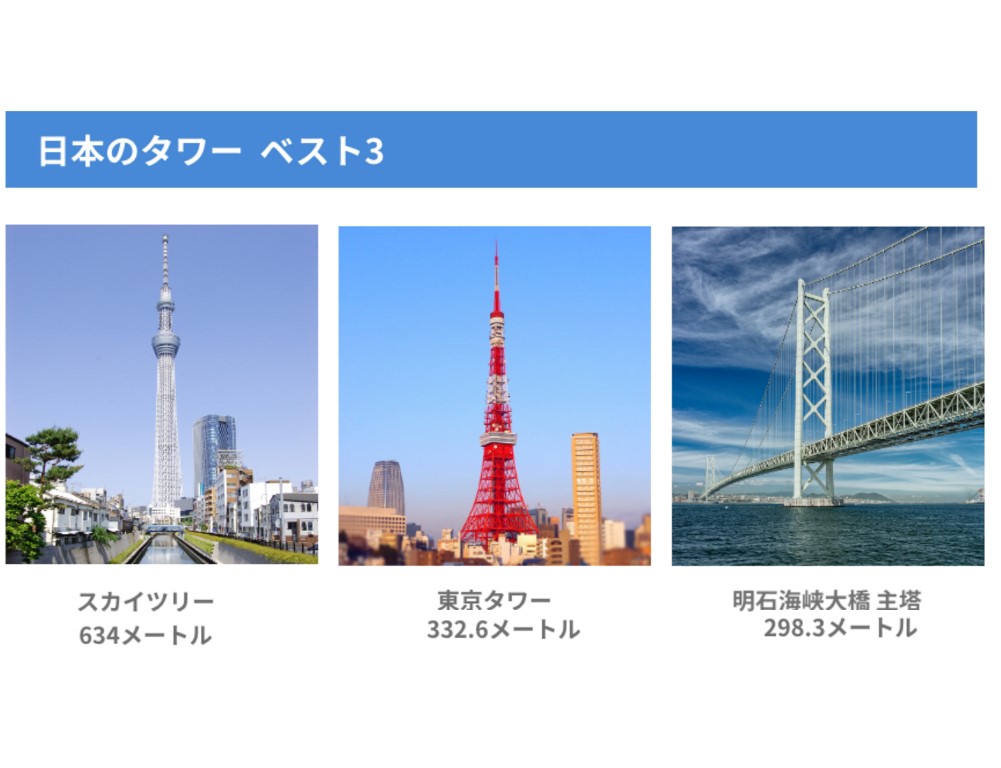 日本のタワー ベスト3
スカイツリー
634メートル
東京タワー
332.6メートル
明石海峡大橋 主塔
298.3メートル